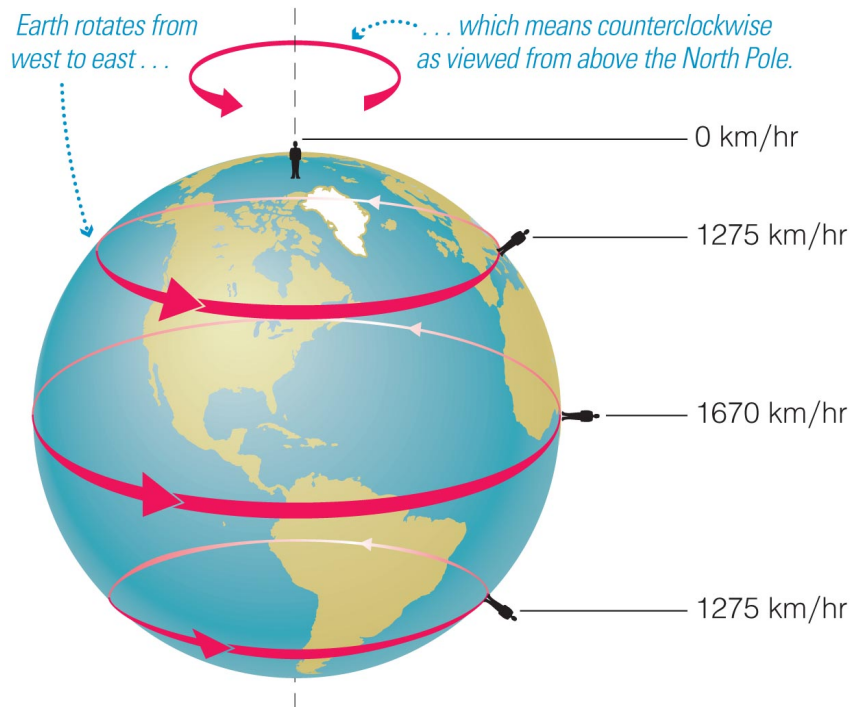 Earth rotates from
west to east . . .
. . . which means counterclockwise
as viewed from above the North Pole.
0 km/hr
1275 km/hr
1670 km/hr
1275 km/hr